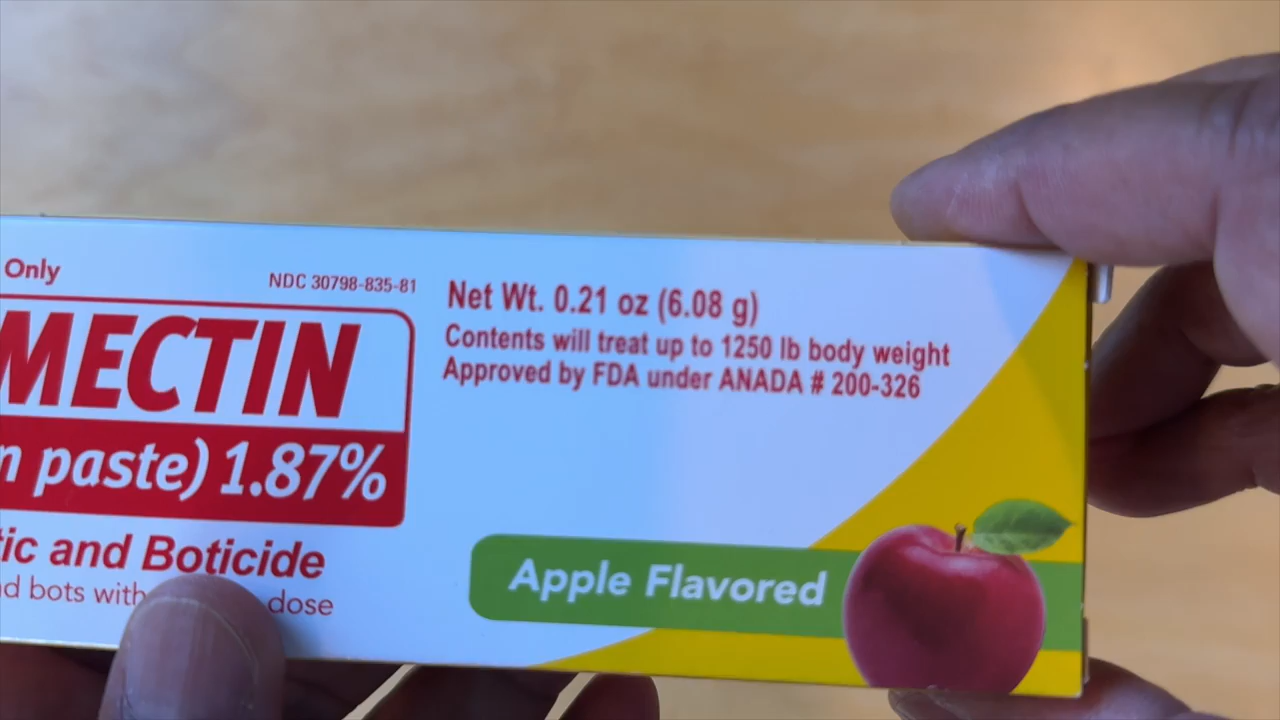 Only
NDC 30798-835-81
MECTIN
n paste) 1.87%
tic and Boticide
d bots with dose
Net Wt. 0.21 oz (6.08 g)
Contents will treat up to 1250 lb body weight
Approved by FDA under ANADA # 200-326
Apple Flavored